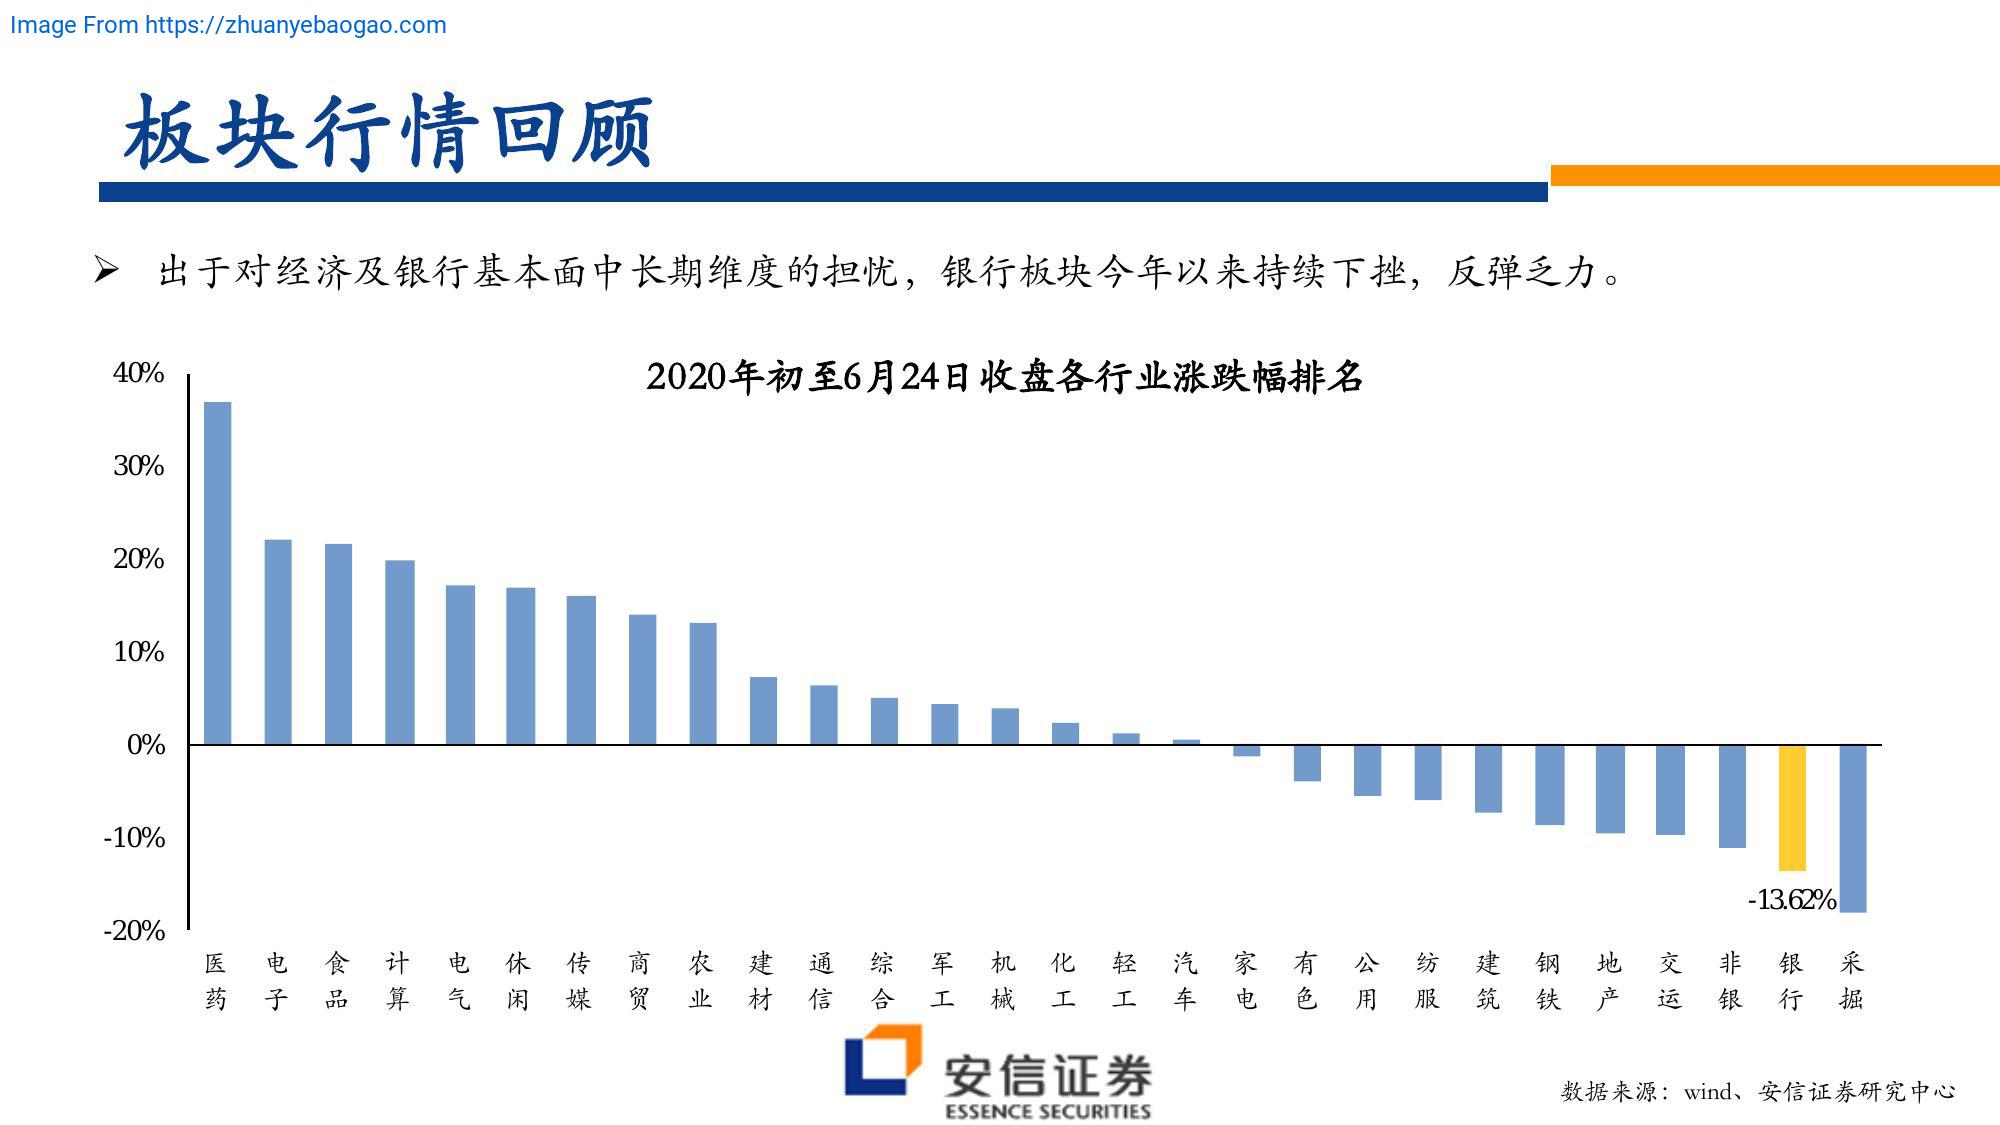 Image From https://zhuanyebaogao.com
板块行情回顾
出于对经济及银行基本面中长期维度的担忧，银行板块今年以来持续下挫，反弹乏力。
2020年初至6月24日收盘各行业涨跌幅排名
40%
30%
20%
10%
0%
-10%
-20%
-13.62%
医药 电子 食品 计算 电气 休闲 传媒 商贸 农业 建材 通信 综合 军工 机械 化工 轻工 汽车 家电 有色 公用 纺服 建筑 钢铁 地产 交运 非银 银行 采掘
安信证券
ESSENCE SECURITIES
数据来源：wind、安信证券研究中心